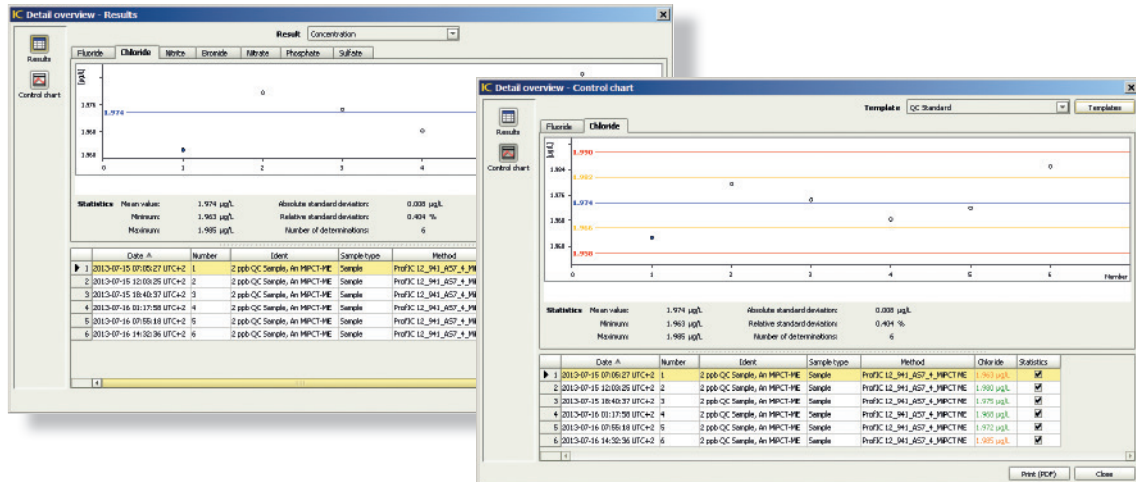 IC Detail overview - Results
Result Concentration
Results
Control chart
Fluoride Chloride Nitrite Bromide Nitrate Phosphate Sulfate
[µg/L]
1.976
1.974
1.968
1.960
0 1 2 3 4
Statistics Mean value: 1.974 µg/L Absolute standard deviation: 0.008 µg/L
Minimum: 1.963 µg/L Relative standard deviation: 0.404 %
Maximum: 1.985 µg/L Number of determinations: 6
Date Number Ident Sample type Method
1 2013-07-15 07:05:27 UTC+2 1 2 ppb QC Sample, An MiPCT-ME Sample ProfIC 12_941_AS7_4_MiP
2 2013-07-15 12:03:25 UTC+2 2 2 ppb QC Sample, An MiPCT-ME Sample ProfIC 12_941_AS7_4_MiP
3 2013-07-15 18:40:37 UTC+2 3 2 ppb QC Sample, An MiPCT-ME Sample ProfIC 12_941_AS7_4_MiP
4 2013-07-16 01:17:58 UTC+2 4 2 ppb QC Sample, An MiPCT-ME Sample ProfIC 12_941_AS7_4_MiP
5 2013-07-16 07:55:18 UTC+2 5 2 ppb QC Sample, An MiPCT-ME Sample ProfIC 12_941_AS7_4_MiP
6 2013-07-16 14:32:36 UTC+2 6 2 ppb QC Sample, An MiPCT-ME Sample ProfIC 12_941_AS7_4_MiP
IC Detail overview - Control chart
Template QC Standard Templates
Results
Control chart
Fluoride Chloride
[µg/L]
1.990
1.984
1.982
1.976
1.974
1.968
1.966
1.960
1.958
0 1 2 3 4 5 6 Number
Statistics Mean value: 1.974 µg/L Absolute standard deviation: 0.008 µg/L
Minimum: 1.963 µg/L Relative standard deviation: 0.404 %
Maximum: 1.985 µg/L Number of determinations: 6
Date Number Ident Sample type Method Chloride Statistics
1 2013-07-15 07:05:27 UTC+2 1 2 ppb QC Sample, An MiPCT-ME Sample ProfIC 12_941_AS7_4_MiPCT ME 1.963 µg/L
2 2013-07-15 12:03:25 UTC+2 2 2 ppb QC Sample, An MiPCT-ME Sample ProfIC 12_941_AS7_4_MiPCT ME 1.980 µg/L
3 2013-07-15 18:40:37 UTC+2 3 2 ppb QC Sample, An MiPCT-ME Sample ProfIC 12_941_AS7_4_MiPCT ME 1.975 µg/L
4 2013-07-16 01:17:58 UTC+2 4 2 ppb QC Sample, An MiPCT-ME Sample ProfIC 12_941_AS7_4_MiPCT ME 1.968 µg/L
5 2013-07-16 07:55:18 UTC+2 5 2 ppb QC Sample, An MiPCT-ME Sample ProfIC 12_941_AS7_4_MiPCT ME 1.972 µg/L
6 2013-07-16 14:32:36 UTC+2 6 2 ppb QC Sample, An MiPCT-ME Sample ProfIC 12_941_AS7_4_MiPCT ME 1.985 µg/L
Print (PDF) Close